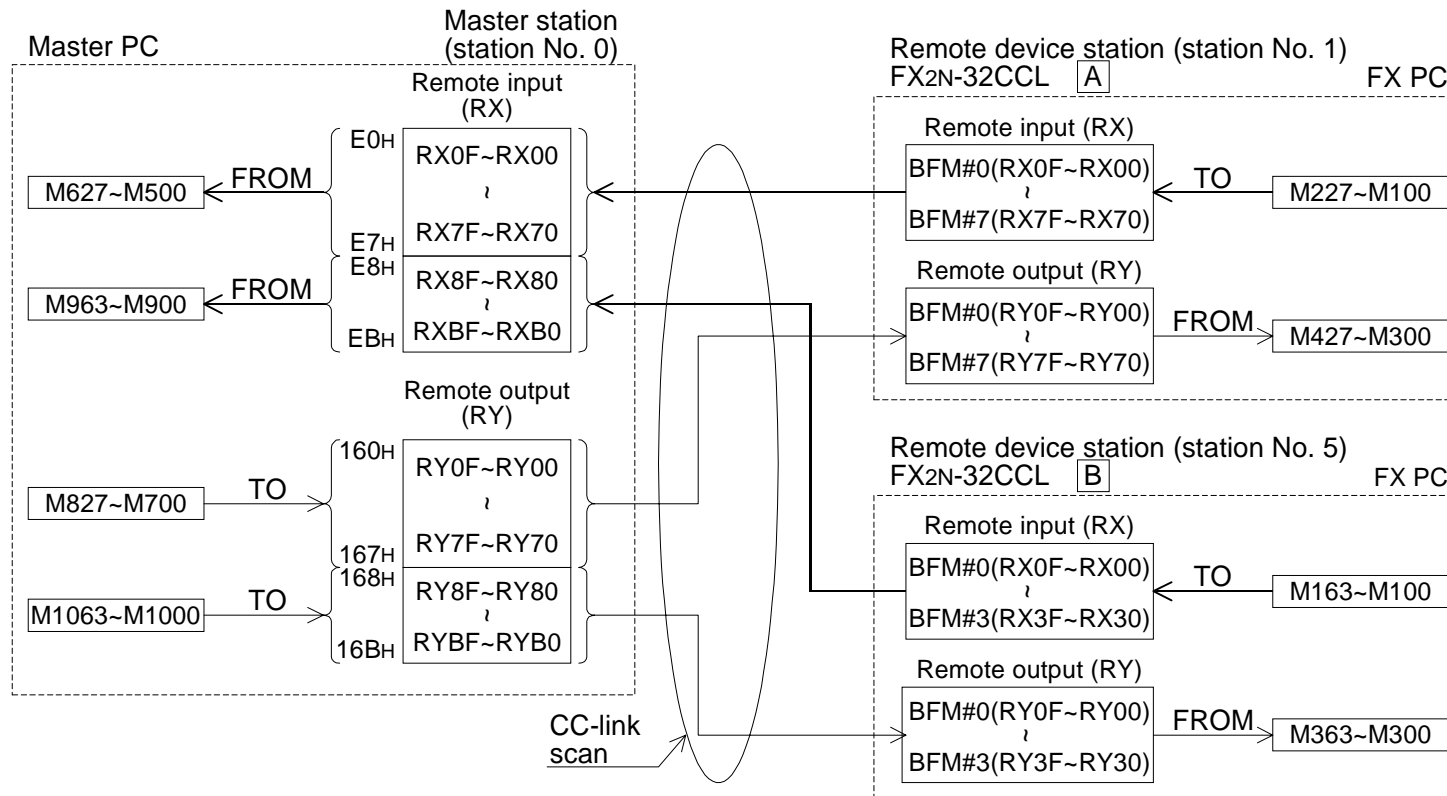 Master PC
Master station
(station No. 0)
Remote input
(RX)
E0H
RX0F~RX00
~
E7H
RX7F~RX70
FROM
M627~M500
E8H
RX8F~RX80
~
EBH
RXBF~RXB0
FROM
M963~M900
Remote output
(RY)
160H
RY0F~RY00
~
167H
RY7F~RY70
M827~M700
TO
168H
RY8F~RY80
~
16BH
RYBF~RYB0
M1063~M1000
TO
CC-link
scan
Remote device station (station No. 1)
FX2N-32CCL A FX PC
Remote input (RX)
BFM#0(RX0F~RX00)
~
BFM#7(RX7F~RX70)
TO
M227~M100
Remote output (RY)
BFM#0(RY0F~RY00)
~
BFM#7(RY7F~RY70)
FROM
M427~M300
Remote device station (station No. 5)
FX2N-32CCL B FX PC
Remote input (RX)
BFM#0(RX0F~RX00)
~
BFM#3(RX3F~RX30)
TO
M163~M100
Remote output (RY)
BFM#0(RY0F~RY00)
~
BFM#3(RY3F~RY30)
FROM
M363~M300